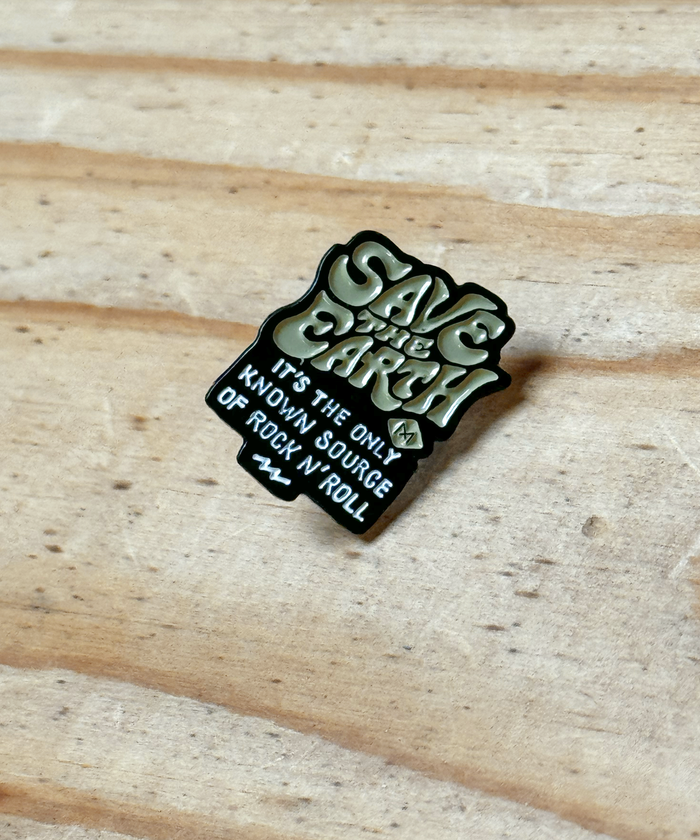 SAVE
THE
EARTH
IT'S THE ONLY
KNOWN SOURCE
OF ROCK N' ROLL